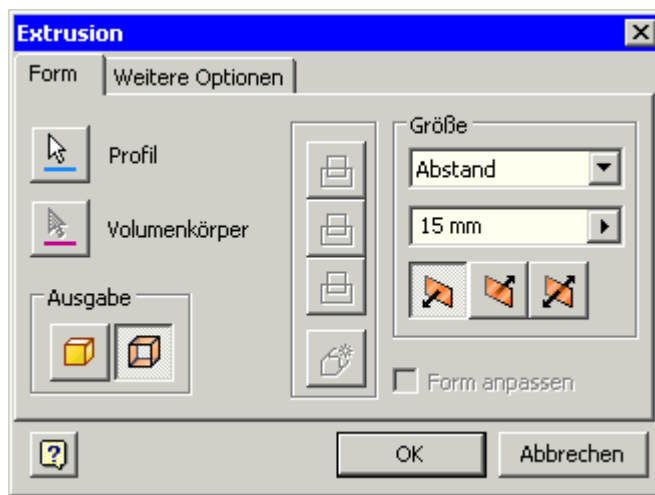 Extrusion
Form
Weitere Optionen
Profil
Volumenkörper
Ausgabe
Größe
Abstand
15 mm
Form anpassen
?
OK
Abbrechen